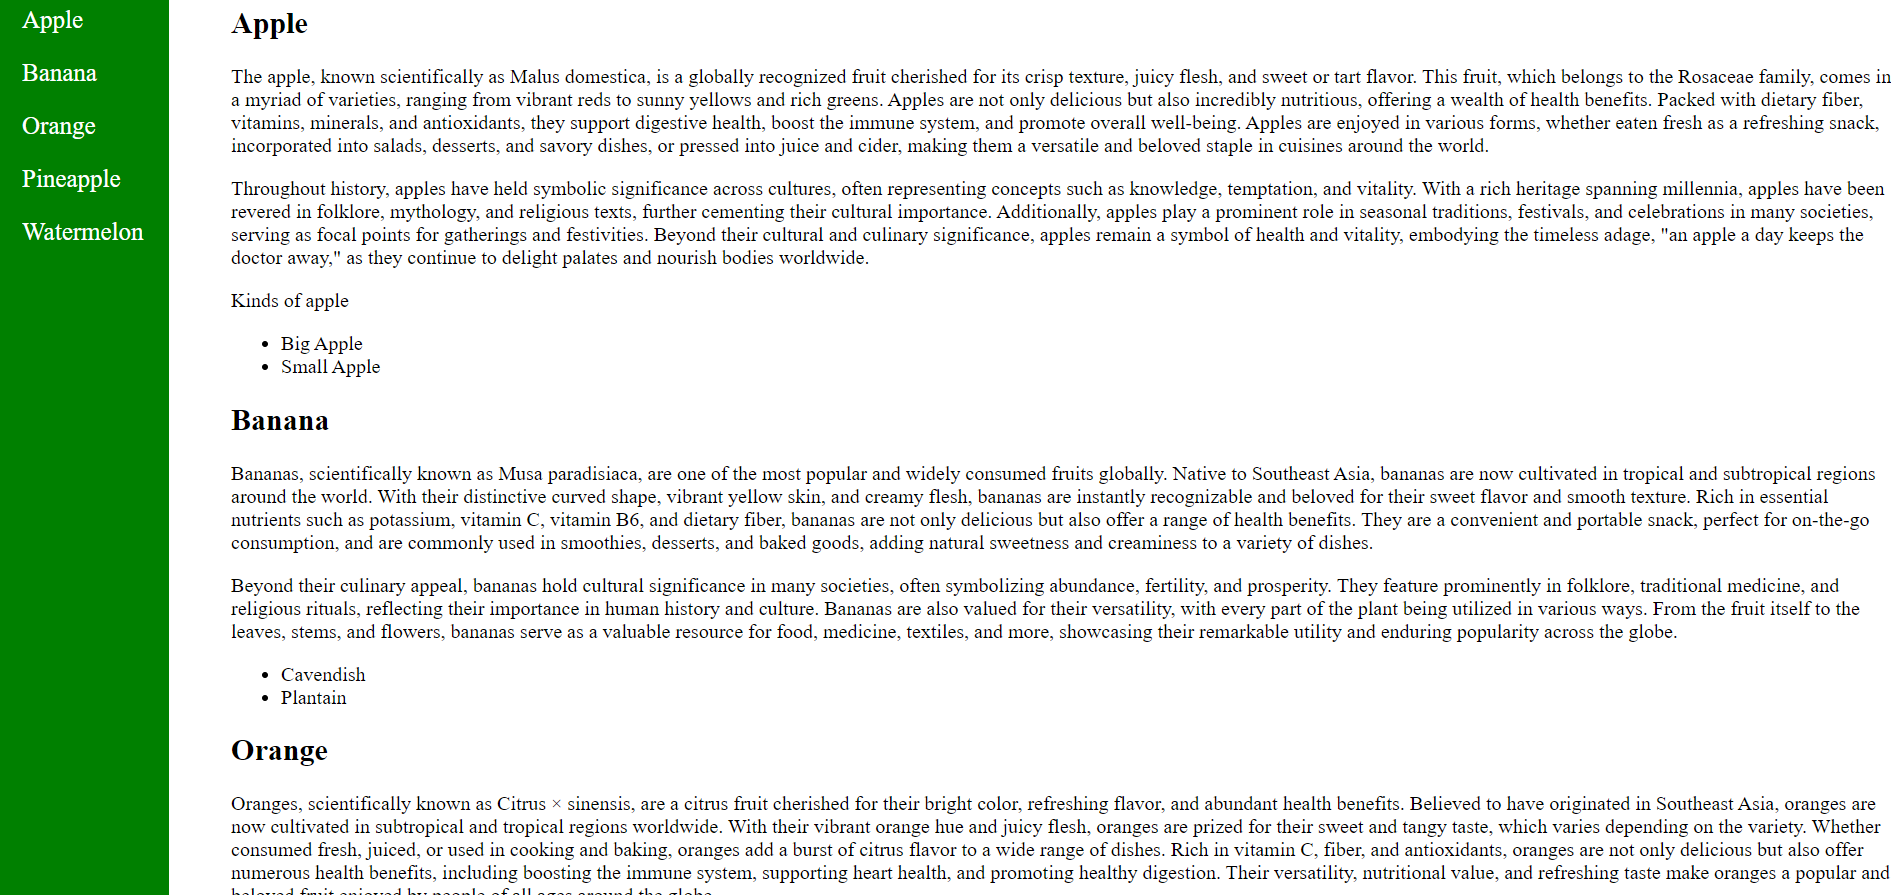 Apple
Banana
Orange
Pineapple
Watermelon
Apple
The apple, known scientifically as Malus domestica, is a globally recognized fruit cherished for its crisp texture, juicy flesh, and sweet or tart flavor. This fruit, which belongs to the Rosaceae family, comes in
a myriad of varieties, ranging from vibrant reds to sunny yellows and rich greens. Apples are not only delicious but also incredibly nutritious, offering a wealth of health benefits. Packed with dietary fiber,
vitamins, minerals, and antioxidants, they support digestive health, boost the immune system, and promote overall well-being. Apples are enjoyed in various forms, whether eaten fresh as a refreshing snack,
incorporated into salads, desserts, and savory dishes, or pressed into juice and cider, making them a versatile and beloved staple in cuisines around the world.
Throughout history, apples have held symbolic significance across cultures, often representing concepts such as knowledge, temptation, and vitality. With a rich heritage spanning millennia, apples have been
revered in folklore, mythology, and religious texts, further cementing their cultural importance. Additionally, apples play a prominent role in seasonal traditions, festivals, and celebrations in many societies,
serving as focal points for gatherings and festivities. Beyond their cultural and culinary significance, apples remain a symbol of health and vitality, embodying the timeless adage, "an apple a day keeps the
doctor away," as they continue to delight palates and nourish bodies worldwide.
Kinds of apple
• Big Apple
• Small Apple
Banana
Bananas, scientifically known as Musa paradisiaca, are one of the most popular and widely consumed fruits globally. Native to Southeast Asia, bananas are now cultivated in tropical and subtropical regions
around the world. With their distinctive curved shape, vibrant yellow skin, and creamy flesh, bananas are instantly recognizable and beloved for their sweet flavor and smooth texture. Rich in essential
nutrients such as potassium, vitamin C, vitamin B6, and dietary fiber, bananas are not only delicious but also offer a range of health benefits. They are a convenient and portable snack, perfect for on-the-go
consumption, and are commonly used in smoothies, desserts, and baked goods, adding natural sweetness and creaminess to a variety of dishes.
Beyond their culinary appeal, bananas hold cultural significance in many societies, often symbolizing abundance, fertility, and prosperity. They feature prominently in folklore, traditional medicine, and
religious rituals, reflecting their importance in human history and culture. Bananas are also valued for their versatility, with every part of the plant being utilized in various ways. From the fruit itself to the
leaves, stems, and flowers, bananas serve as a valuable resource for food, medicine, textiles, and more, showcasing their remarkable utility and enduring popularity across the globe.
• Cavendish
• Plantain
Orange
Oranges, scientifically known as Citrus × sinensis, are a citrus fruit cherished for their bright color, refreshing flavor, and abundant health benefits. Believed to have originated in Southeast Asia, oranges are
now cultivated in subtropical and tropical regions worldwide. With their vibrant orange hue and juicy flesh, oranges are prized for their sweet and tangy taste, which varies depending on the variety. Whether
consumed fresh, juiced, or used in cooking and baking, oranges add a burst of citrus flavor to a wide range of dishes. Rich in vitamin C, fiber, and antioxidants, oranges are not only delicious but also offer
numerous health benefits, including boosting the immune system, supporting heart health, and promoting healthy digestion. Their versatility, nutritional value, and refreshing taste make oranges a popular and
beloved fruit enjoyed by people of all ages around the globe.